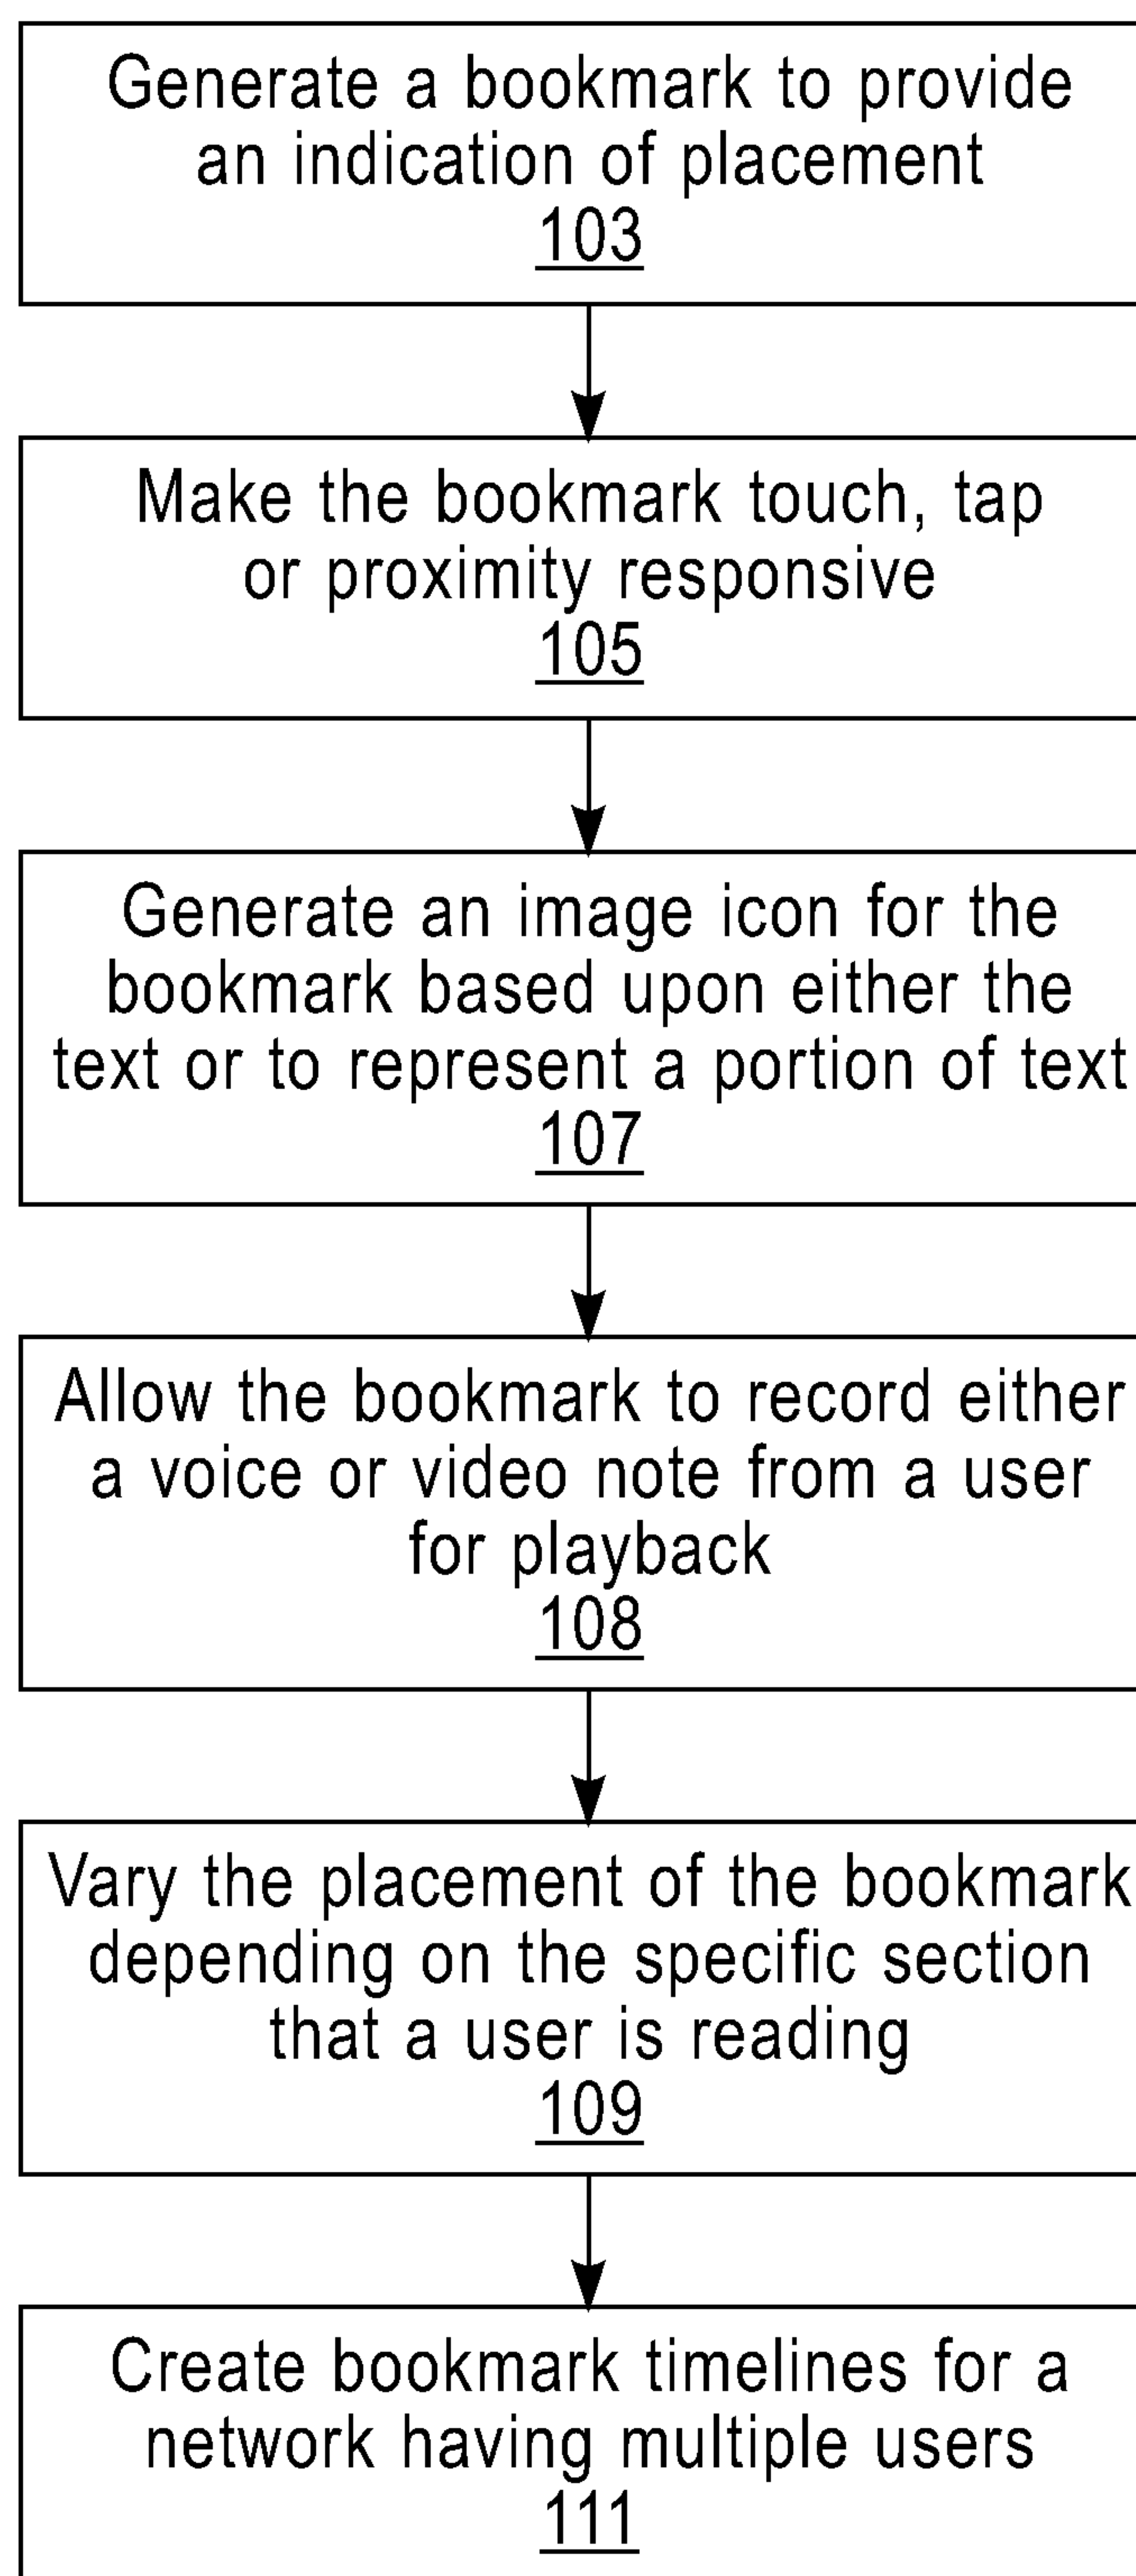 Generate a bookmark to provide
an indication of placement
103
Make the bookmark touch, tap
or proximity responsive
105
Generate an image icon for the
bookmark based upon either the
text or to represent a portion of text
107
Allow the bookmark to record either
a voice or video note from a user
for playback
108
Vary the placement of the bookmark
depending on the specific section
that a user is reading
109
Create bookmark timelines for a
network having multiple users
111